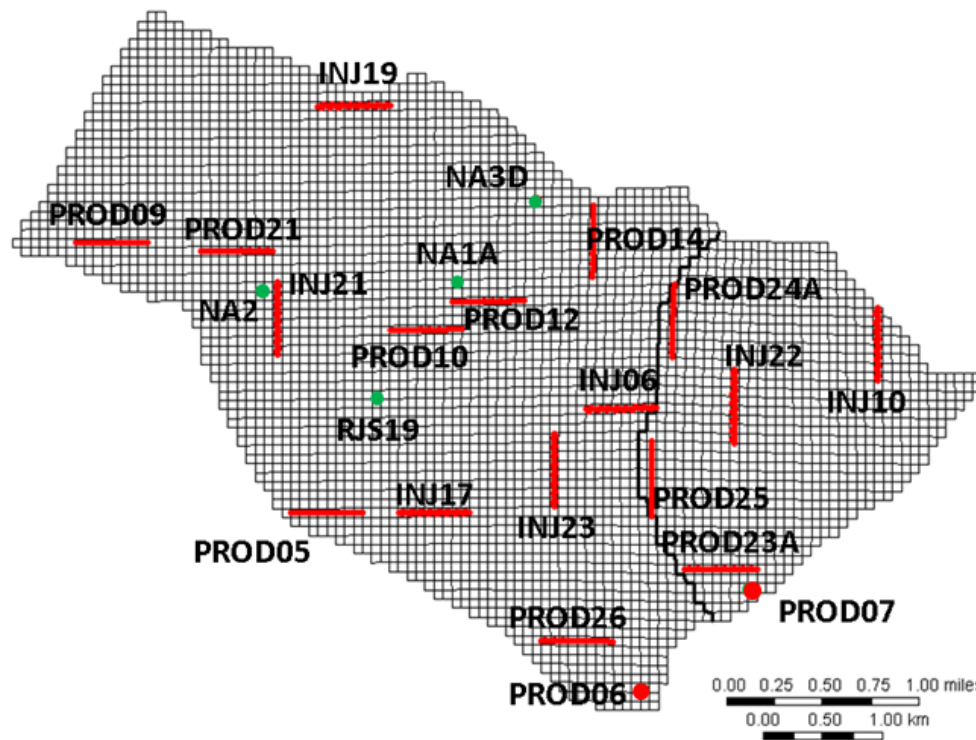 INJ19
NA3D
PROD09
PROD21
PROD14
NA1A
INJ21
PROD24A
NA2
PROD12
PROD10
INJ22
INJ06
INJ10
RJS19
INJ17
PROD25
INJ23
PROD23A
PROD05
PROD07
PROD26
PROD06
0.00 0.25 0.50 0.75 1.00 miles
0.00 0.50 1.00 km